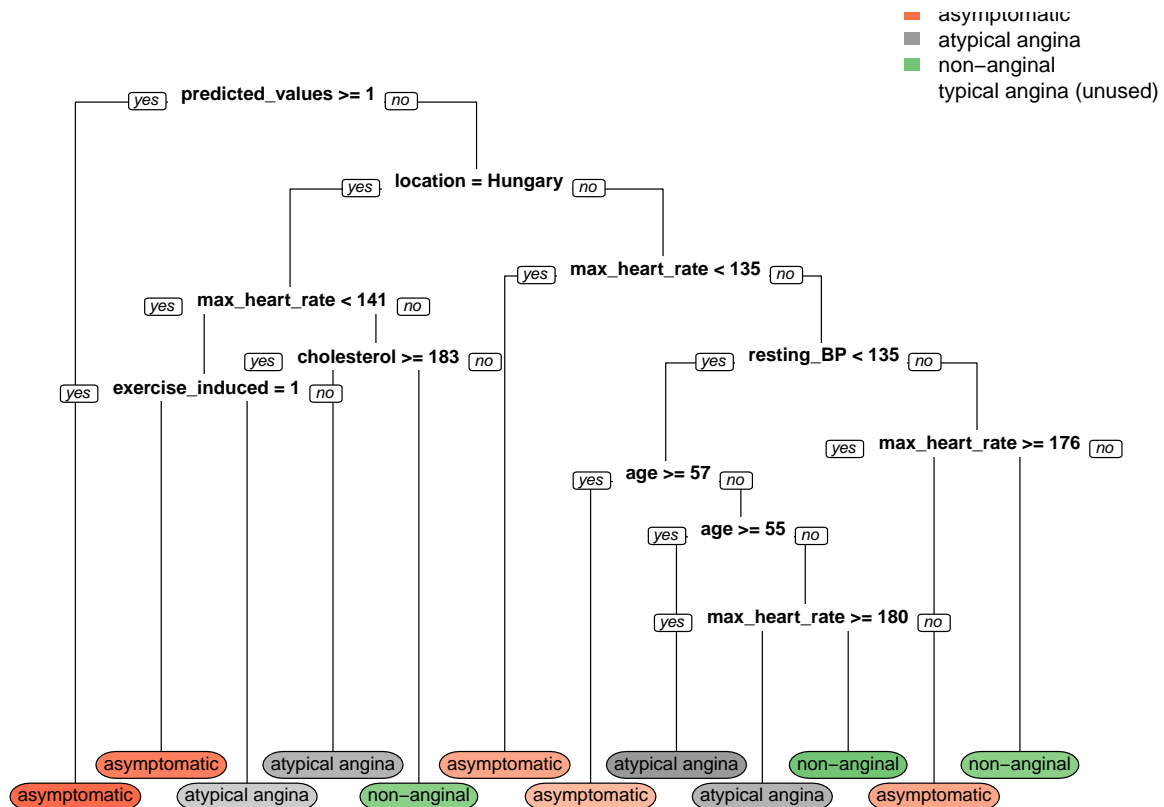 asymptomatic
atypical angina
non−anginal
typical angina (unused)
yes predicted_values >= 1 no
yes location = Hungary no
yes max_heart_rate < 135 no
yes max_heart_rate < 141 no
yes cholesterol >= 183 no
yes resting_BP < 135 no
yes exercise_induced = 1 no
yes max_heart_rate >= 176 no
yes age >= 57 no
yes age >= 55 no
yes max_heart_rate >= 180 no
asymptomatic atypical angina asymptomatic atypical angina non−anginal non−anginal
asymptomatic atypical angina non−anginal asymptomatic atypical angina asymptomatic